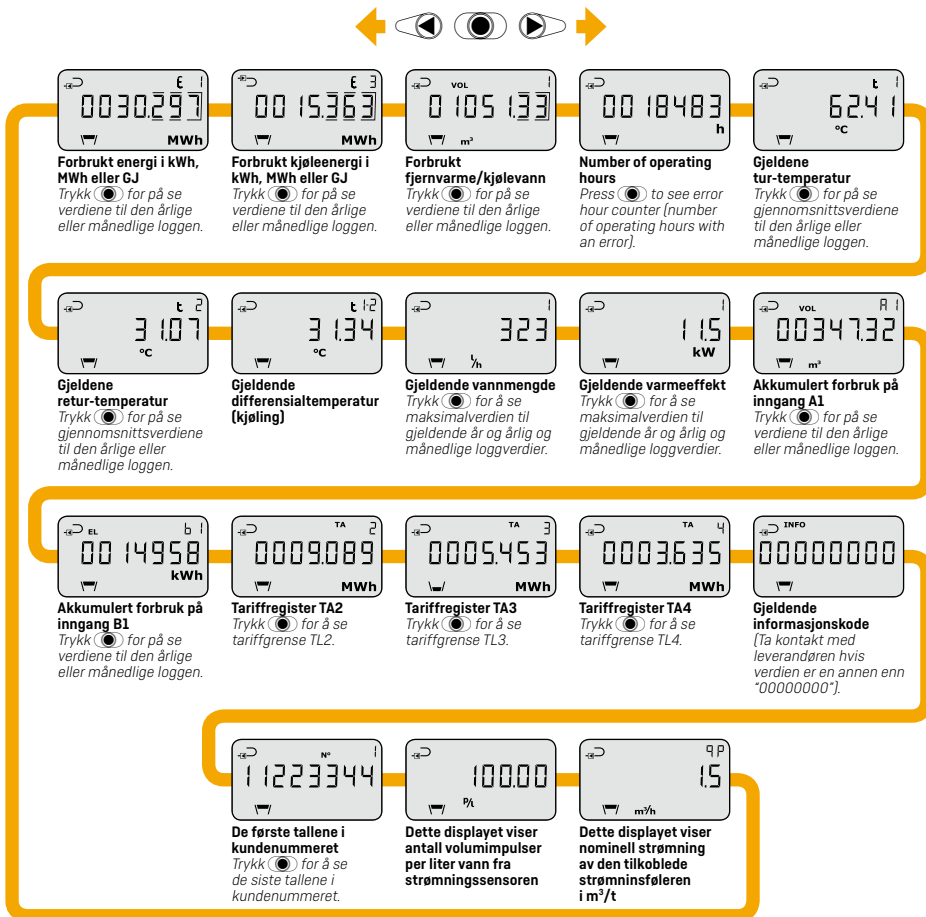 E 1
0030.297
MWh
Forbrukt energi i kWh,
MWh eller GJ
Trykk for på se
verdiene til den årlige
eller månedlige loggen.
E 3
0015.363
MWh
Forbrukt kjøleenergi i
kWh, MWh eller GJ
Trykk for på se
verdiene til den årlige
eller månedlige loggen.
VOL 1
01051.33
m³
Forbrukt
fjernvarme/kjølevann
Trykk for på se
verdiene til den årlige
eller månedlige loggen.
0018483
h
Number of operating
hours
Press to see error
hour counter (number
of operating hours with
an error).
t 1
62.41
°C
Gjeldene
tur-temperatur
Trykk for på se
gjennomsnittsverdiene
til den årlige eller
månedlige loggen.
t 2
31.07
°C
Gjeldene
retur-temperatur
Trykk for på se
gjennomsnittsverdiene
til den årlige eller
månedlige loggen.
t 1-2
31.34
°C
Gjeldende
differensialtemperatur
(kjøling)
1
323
l/h
Gjeldende vannmengde
Trykk for å se
maksimalverdien til
gjeldende år og årlig og
månedlige loggverdier.
1
11.5
kW
Gjeldende varmeeffekt
Trykk for å se
maksimalverdien til
gjeldende år og årlig og
månedlige loggverdier.
VOL A1
00347.32
m³
Akkumulert forbruk på
inngang A1
Trykk for på se
verdiene til den årlige
eller månedlige loggen.
EL b1
0014958
kWh
Akkumulert forbruk på
inngang B1
Trykk for på se
verdiene til den årlige
eller månedlige loggen.
TA 2
0009.089
MWh
Tariffregister TA2
Trykk for å se
tariffgrense TL2.
TA 3
0005.453
MWh
Tariffregister TA3
Trykk for å se
tariffgrense TL3.
TA 4
0003.635
MWh
Tariffregister TA4
Trykk for å se
tariffgrense TL4.
INFO
00000000
Gjeldende
informasjonskode
(Ta kontakt med
leverandøren hvis
verdien er en annen enn
"00000000").
N° 1
11223344
De første tallene i
kundenummeret
Trykk for å se
de siste tallene i
kundenummeret.
100.00
P/l
Dette displayet viser
antall volumimpulser
per liter vann fra
strømningssensoren
qP
1.5
m³/h
Dette displayet viser
nominell strømning
av den tilkoblede
strømninsføleren
i m³/t